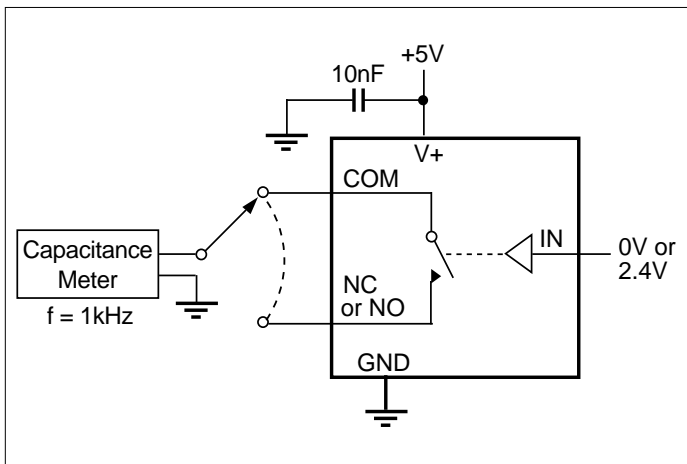 +5V
10nF
V+
COM
IN
0V or
2.4V
Capacitance
Meter
f = 1kHz
NC
or NO
GND